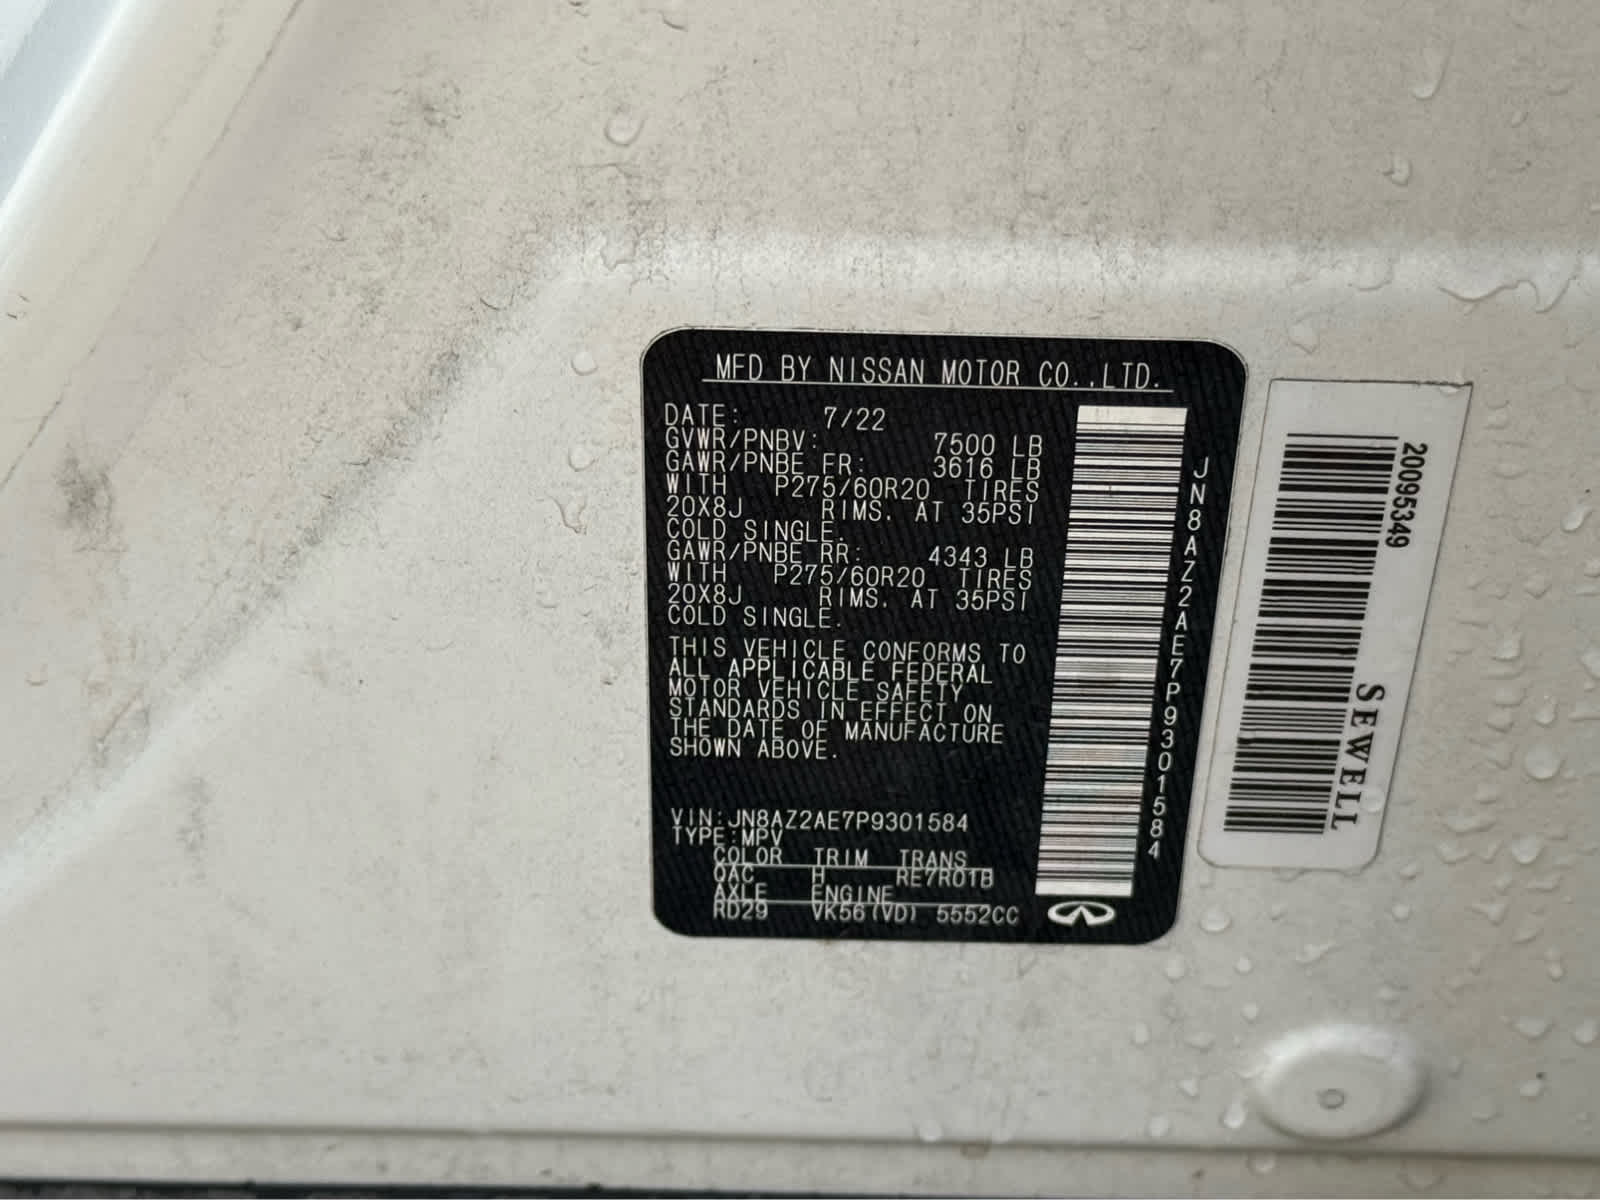 MFD BY NISSAN MOTOR CO.,LTD.
DATE: 7/22
GVWR/PNBV: 7500 LB
GAWR/PNBE FR: 3616 LB
WITH P275/60R20 TIRES
20X8J RIMS. AT 35PSI
COLD SINGLE.
GAWR/PNBE RR: 4343 LB
WITH P275/60R20 TIRES
20X8J RIMS. AT 35PSI
COLD SINGLE.
THIS VEHICLE CONFORMS TO
ALL APPLICABLE FEDERAL
MOTOR VEHICLE SAFETY
STANDARDS IN EFFECT ON
THE DATE OF MANUFACTURE
SHOWN ABOVE.
VIN:JN8AZ2AE7P9301584
TYPE:MPV
COLOR TRIM TRANS
QAC H RE7R01B
AXLE ENGINE
RD29 VK56(VD) 5552CC
JN8AZ2AE7P9301584
20095349
SEWELL